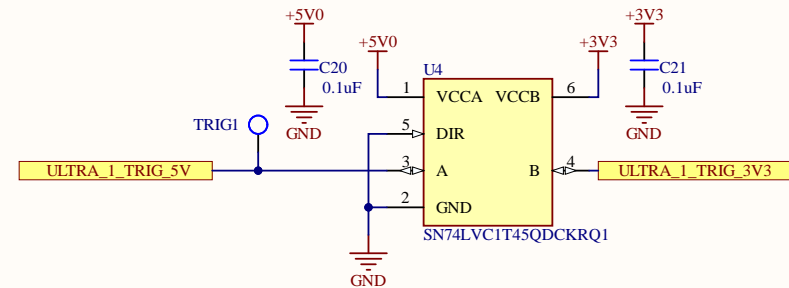 +5V0
+3V3
+5V0
+3V3
C20
0.1uF
GND
U4
C21
0.1uF
GND
1
VCCA
VCCB
6
TRIG1
5
DIR
ULTRA_1_TRIG_5V
3
A
B
4
ULTRA_1_TRIG_3V3
2
GND
SN74LVC1T45QDCKRQ1
GND